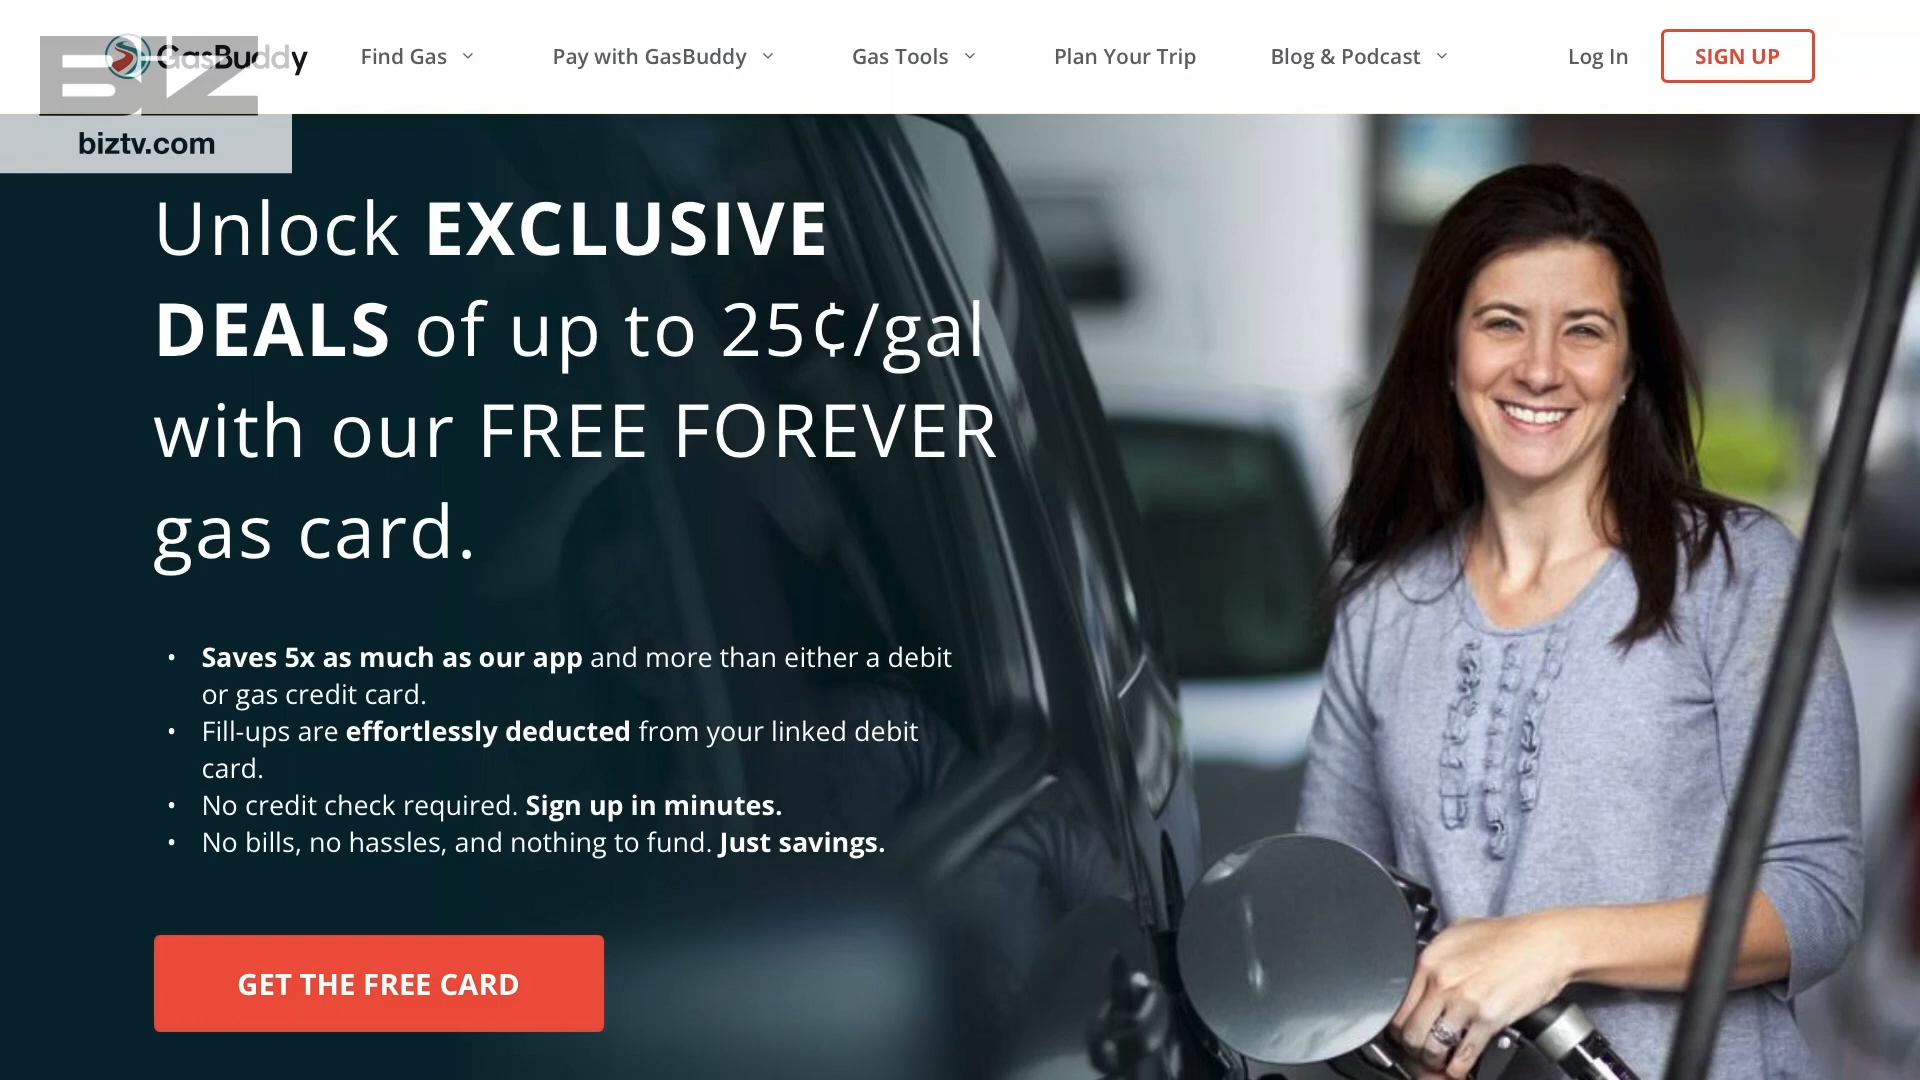 GasBuddy
Find Gas
Pay with GasBuddy
Gas Tools
Plan Your Trip
Blog & Podcast
Log In
SIGN UP
BIZ
biztv.com
Unlock EXCLUSIVE
DEALS of up to 25¢/gal
with our FREE FOREVER
gas card.
• Saves 5x as much as our app and more than either a debit
or gas credit card.
• Fill-ups are effortlessly deducted from your linked debit
card.
• No credit check required. Sign up in minutes.
• No bills, no hassles, and nothing to fund. Just savings.
GET THE FREE CARD